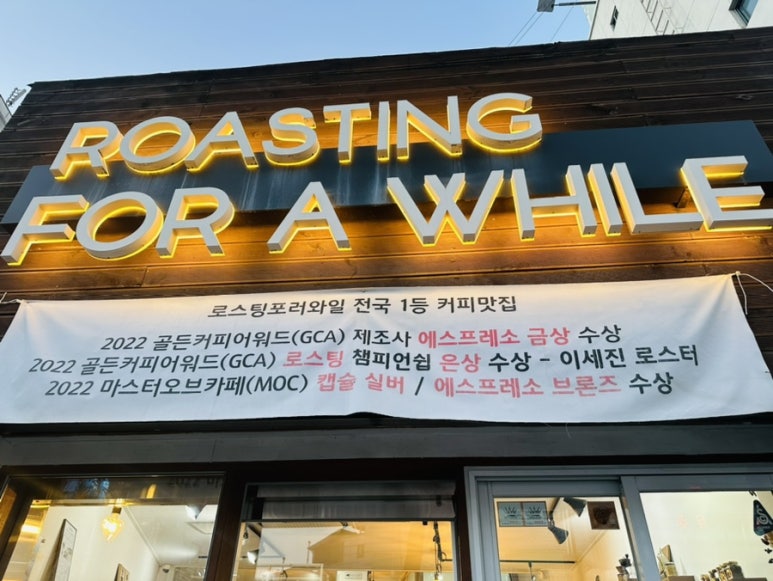 ROASTING
FOR A WHILE
로스팅포러와일 전국 1등 커피맛집
2022 골든커피어워드(GCA) 제조사 에스프레소 금상 수상
2022 골든커피어워드(GCA) 로스팅 챔피언쉽 은상 수상 - 이세진 로스터
2022 마스터오브카페(MOC) 캡슐 실버 / 에스프레소 브론즈 수상